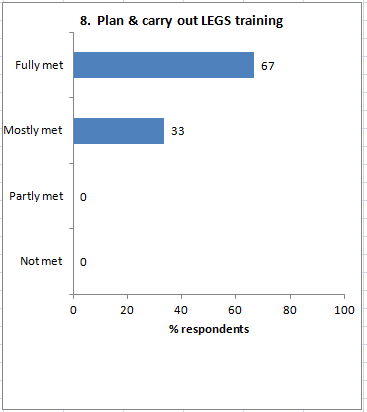 8. Plan & carry out LEGS training
Fully met 67
Mostly met 33
Partly met 0
Not met 0
0 20 40 60 80 100
% respondents